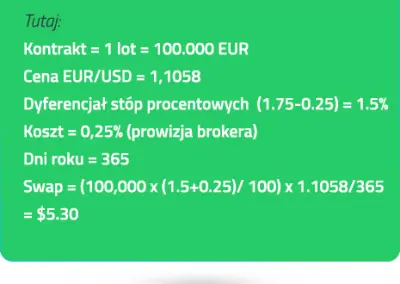 Tutaj:
Kontrakt = 1 lot = 100.000 EUR
Cena EUR/USD = 1,1058
Dyferencjał stóp procentowych (1.75-0.25) = 1.5%
Koszt = 0,25% (prowizja brokera)
Dni roku = 365
Swap = (100,000 x (1.5+0.25)/ 100) x 1.1058/365
= $5.30